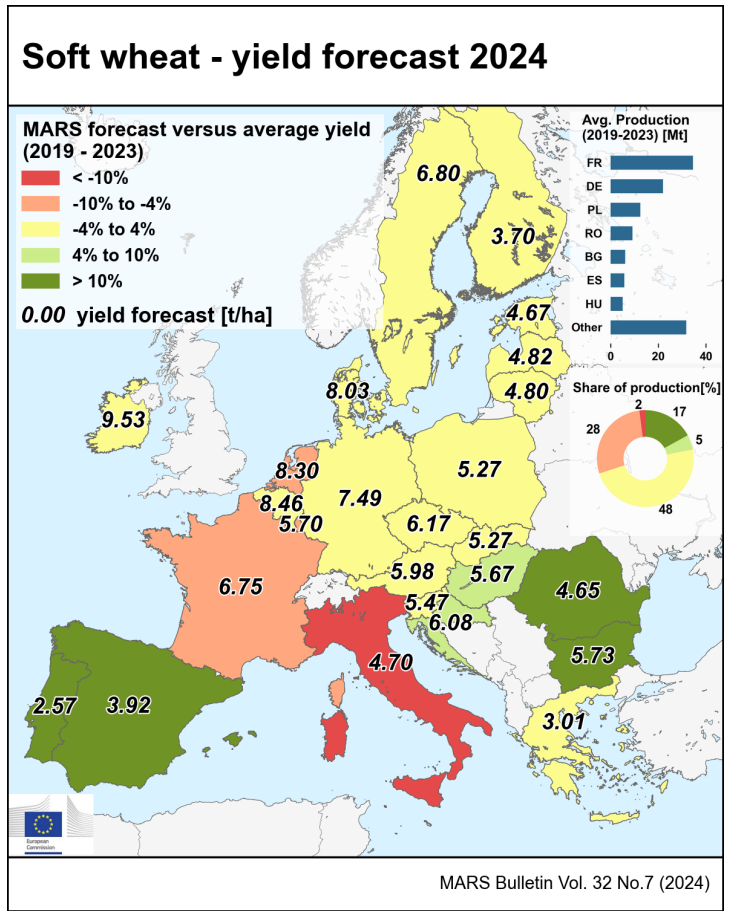 Soft wheat - yield forecast 2024
MARS forecast versus average yield
(2019 - 2023)
< -10%
-10% to -4%
-4% to 4%
4% to 10%
> 10%
0.00 yield forecast [t/ha]
Avg. Production
(2019-2023) [Mt]
FR
DE
PL
RO
BG
ES
HU
Other
0 20 40
Share of production[%]
2
17
28
5
48
6.80
3.70
4.67
4.82
4.80
8.03
9.53
8.30
5.27
8.46
7.49
5.70
6.17
5.27
5.98
5.67
6.75
4.65
5.47
6.08
5.73
4.70
2.57
3.92
3.01
European
Commission
MARS Bulletin Vol. 32 No.7 (2024)